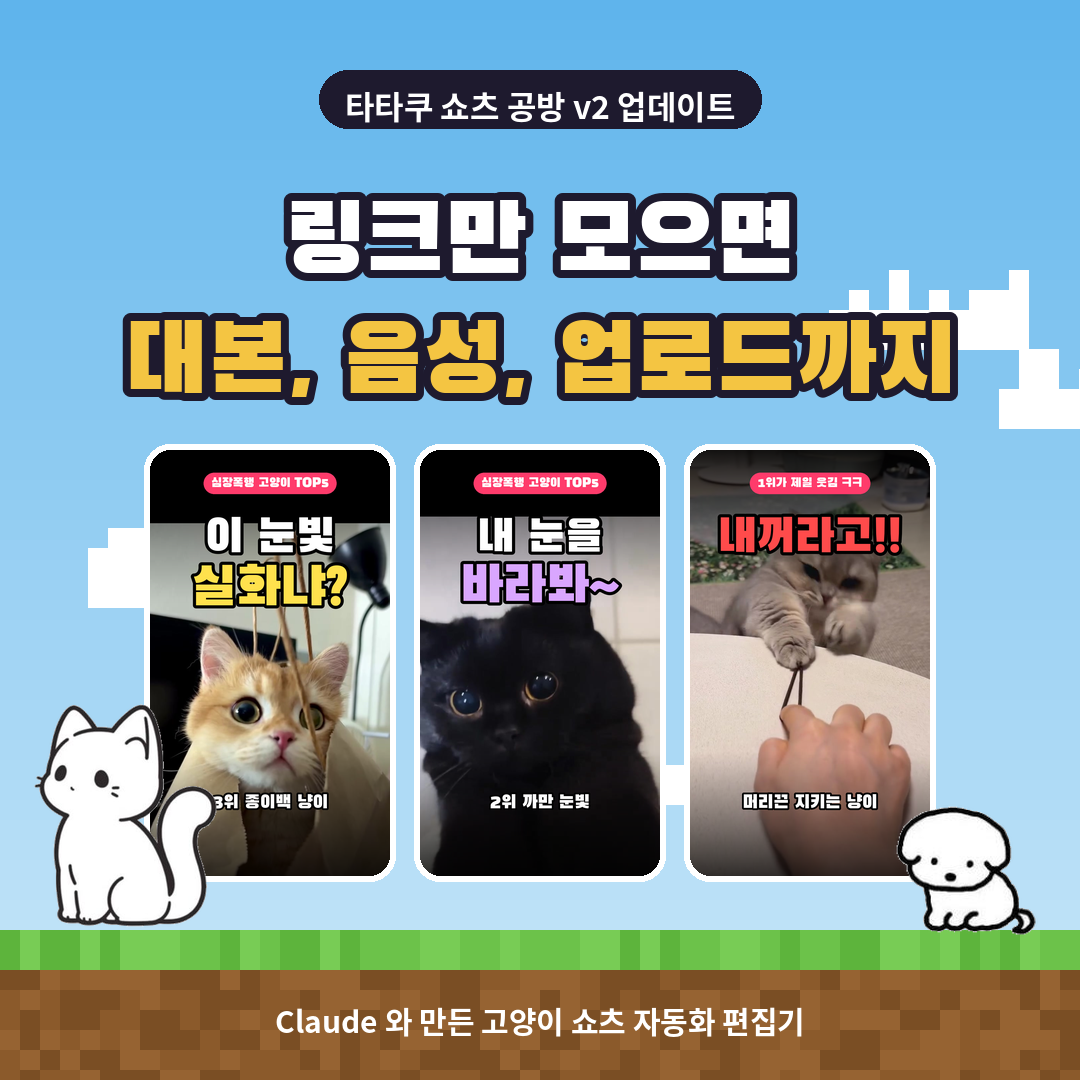 타타쿠 쇼츠 공방 v2 업데이트
링크만 모으면
대본, 음성, 업로드까지
심장폭행 고양이 TOP5
이 눈빛
실화냐?
3위 종이백 냥이
심장폭행 고양이 TOP5
내 눈을
바라봐~
2위 까만 눈빛
1위가 제일 웃김 ㅋㅋ
내꺼라고!!
머리끈 지키는 냥이
Claude 와 만든 고양이 쇼츠 자동화 편집기